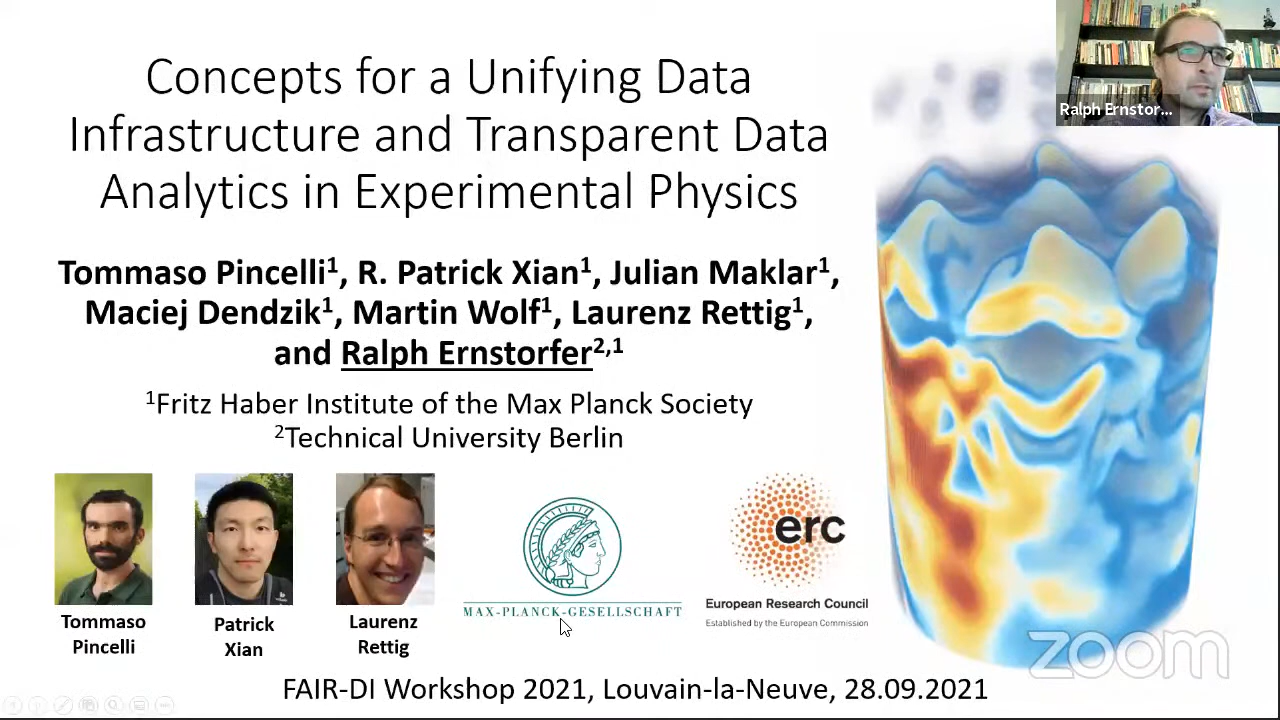 Concepts for a Unifying Data
Infrastructure and Transparent Data
Analytics in Experimental Physics
Ralph Ernstor...
Tommaso Pincelli¹, R. Patrick Xian¹, Julian Maklar¹,
Maciej Dendzik¹, Martin Wolf¹, Laurenz Rettig¹,
and Ralph Ernstorfer²,¹
¹Fritz Haber Institute of the Max Planck Society
²Technical University Berlin
Tommaso
Pincelli
Patrick
Xian
Laurenz
Rettig
MAX-PLANCK-GESELLSCHAFT
erc
European Research Council
Established by the European Commission
zoom
FAIR-DI Workshop 2021, Louvain-la-Neuve, 28.09.2021